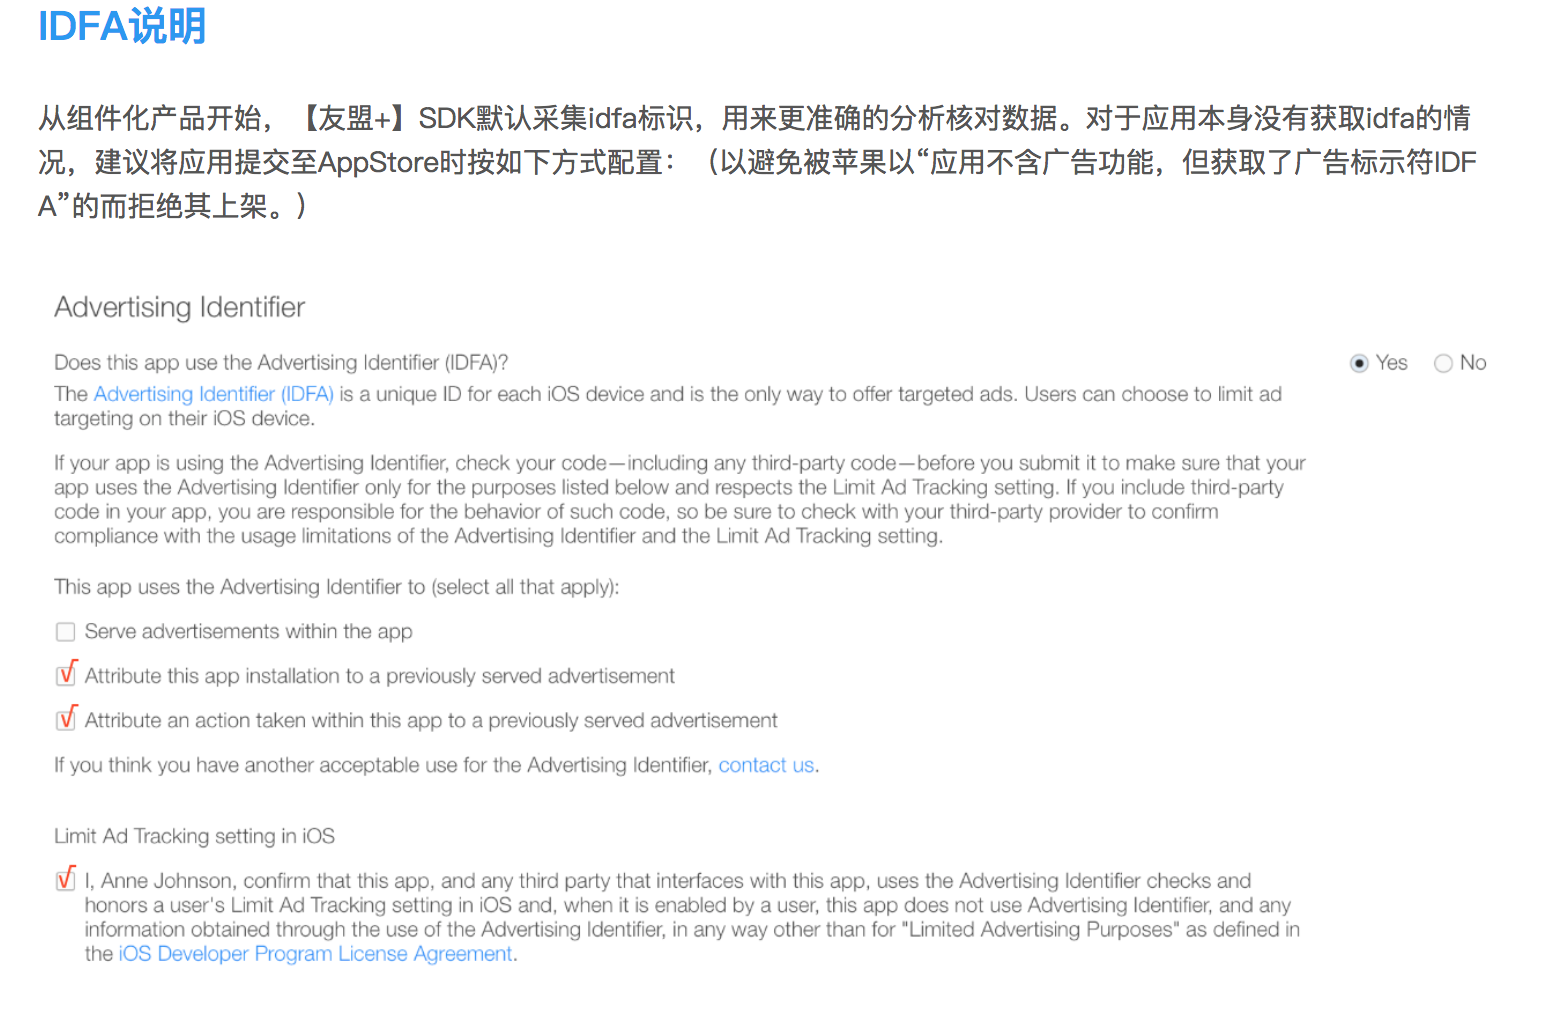 IDFA说明
从组件化产品开始，【友盟+】SDK默认采集idfa标识，用来更准确的分析核对数据。对于应用本身没有获取idfa的情
况，建议将应用提交至AppStore时按如下方式配置：（以避免被苹果以“应用不含广告功能，但获取了广告标示符IDF
A”的而拒绝其上架。）
Advertising Identifier
Does this app use the Advertising Identifier (IDFA)? Yes No
The Advertising Identifier (IDFA) is a unique ID for each iOS device and is the only way to offer targeted ads. Users can choose to limit ad
targeting on their iOS device.
If your app is using the Advertising Identifier, check your code—including any third-party code—before you submit it to make sure that your
app uses the Advertising Identifier only for the purposes listed below and respects the Limit Ad Tracking setting. If you include third-party
code in your app, you are responsible for the behavior of such code, so be sure to check with your third-party provider to confirm
compliance with the usage limitations of the Advertising Identifier and the Limit Ad Tracking setting.
This app uses the Advertising Identifier to (select all that apply):
Serve advertisements within the app
Attribute this app installation to a previously served advertisement
Attribute an action taken within this app to a previously served advertisement
If you think you have another acceptable use for the Advertising Identifier, contact us.
Limit Ad Tracking setting in iOS
I, Anne Johnson, confirm that this app, and any third party that interfaces with this app, uses the Advertising Identifier checks and
honors a user's Limit Ad Tracking setting in iOS and, when it is enabled by a user, this app does not use Advertising Identifier, and any
information obtained through the use of the Advertising Identifier, in any way other than for "Limited Advertising Purposes" as defined in
the iOS Developer Program License Agreement.